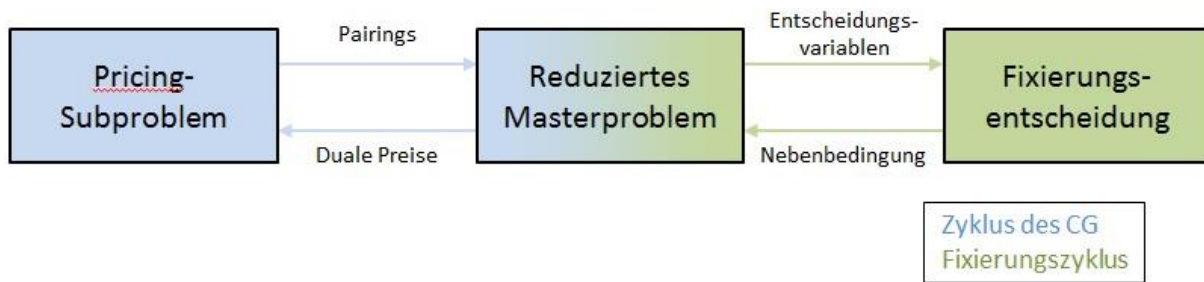 Pricing-
Subproblem
Pairings
Duale Preise
Reduziertes
Masterproblem
Entscheidungs-
variablen
Nebenbedingung
Fixierungs-
entscheidung
Zyklus des CG
Fixierungszyklus